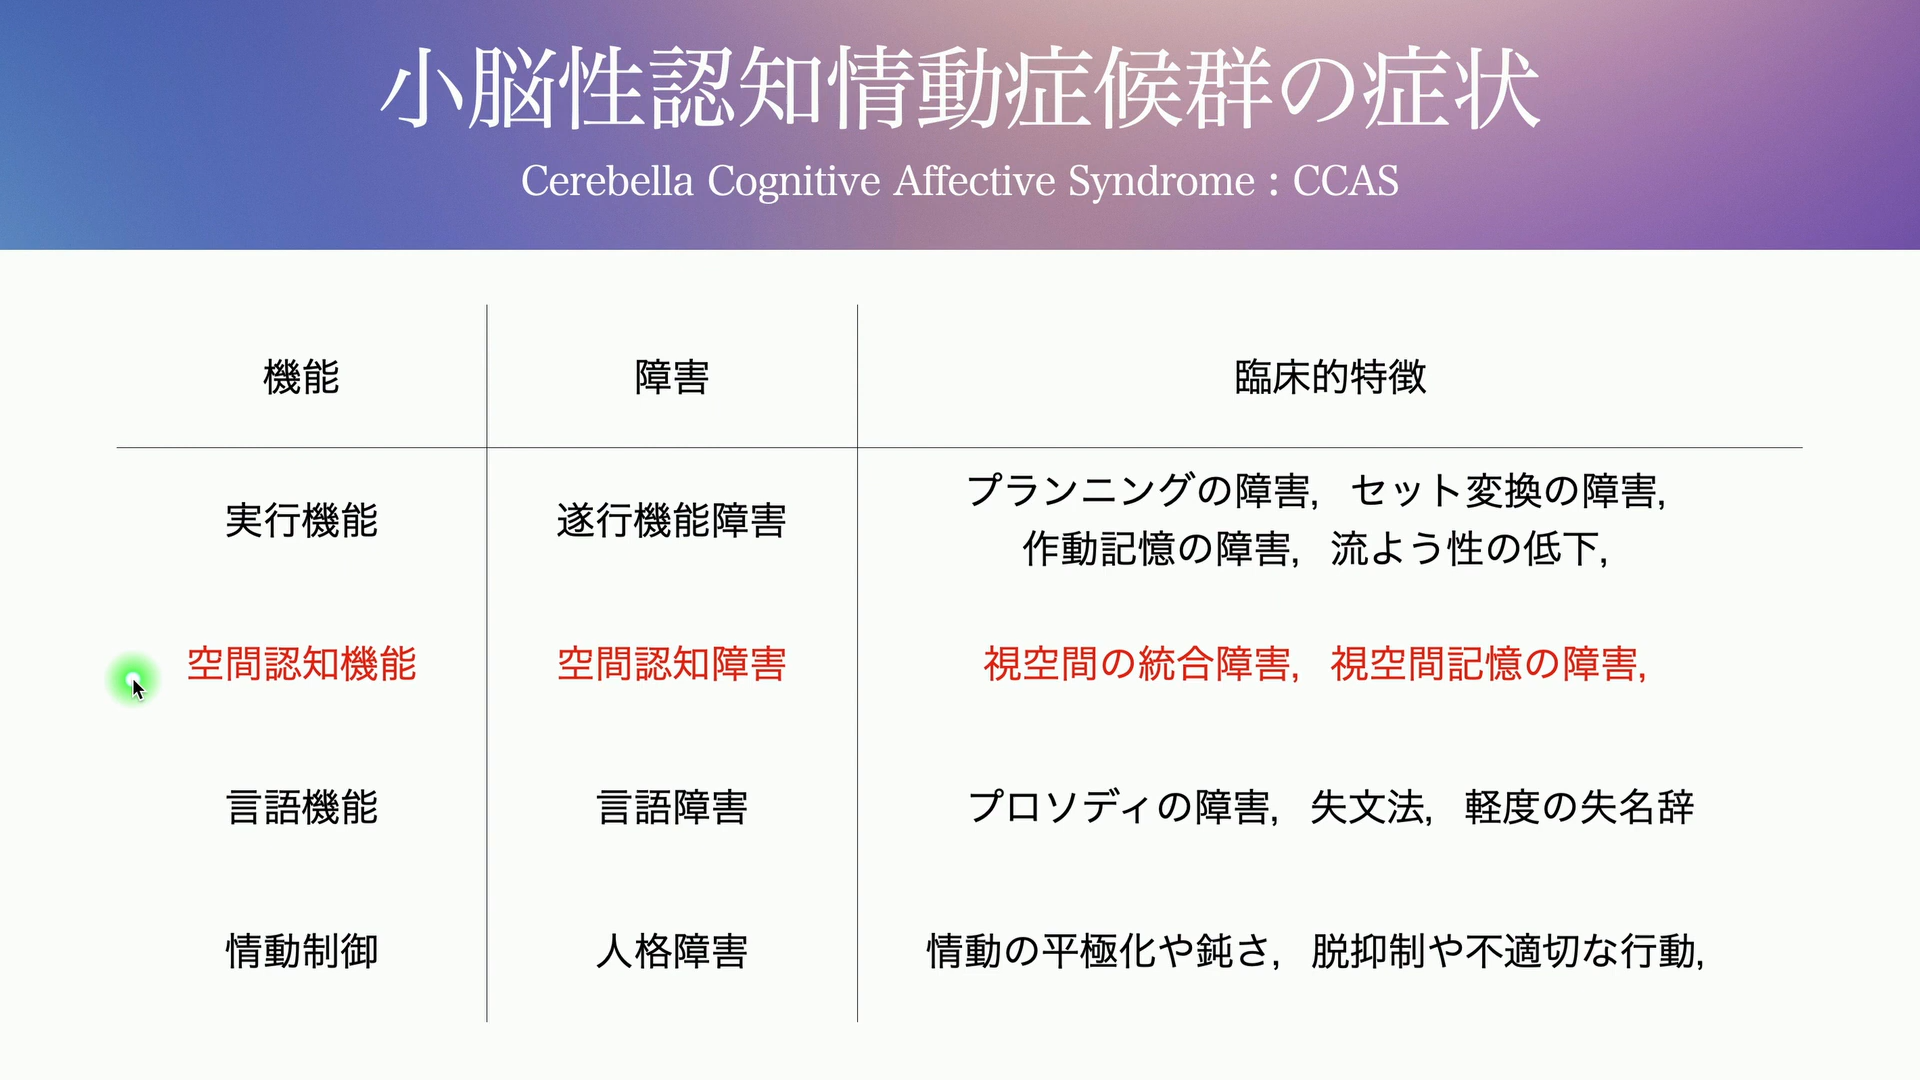 小脳性認知情動症候群の症状
Cerebella Cognitive Affective Syndrome : CCAS
機能 障害 臨床的特徴
実行機能 遂行機能障害 プランニングの障害, セット変換の障害,
作動記憶の障害, 流よう性の低下,
空間認知機能 空間認知障害 視空間の統合障害, 視空間記憶の障害,
言語機能 言語障害 プロソディの障害, 失文法, 軽度の失名辞
情動制御 人格障害 情動の平極化や鈍さ, 脱抑制や不適切な行動,